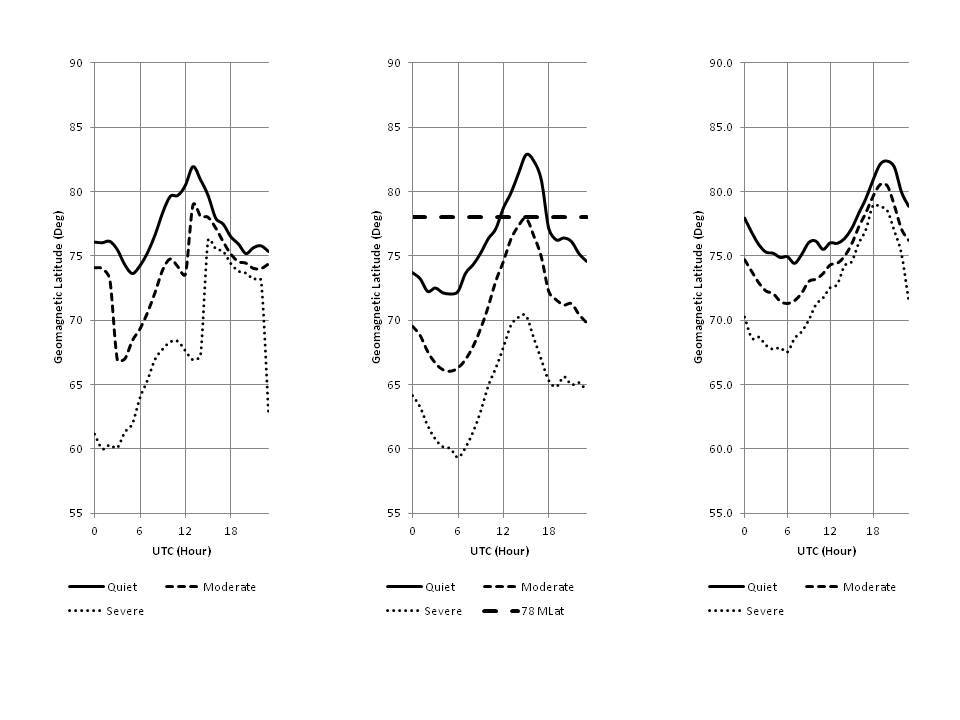 90
85
80
75
70
65
60
55
Geomagnetic Latitude (Deg)
0 6 12 18
UTC (Hour)
Quiet Moderate
Severe
90
85
80
75
70
65
60
55
Geomagnetic Latitude (Deg)
0 6 12 18
UTC (Hour)
Quiet Moderate
Severe 78 MLat
90.0
85.0
80.0
75.0
70.0
65.0
60.0
55.0
Geomagnetic Latitude (Deg)
0 6 12 18
UTC (Hour)
Quiet Moderate
Severe